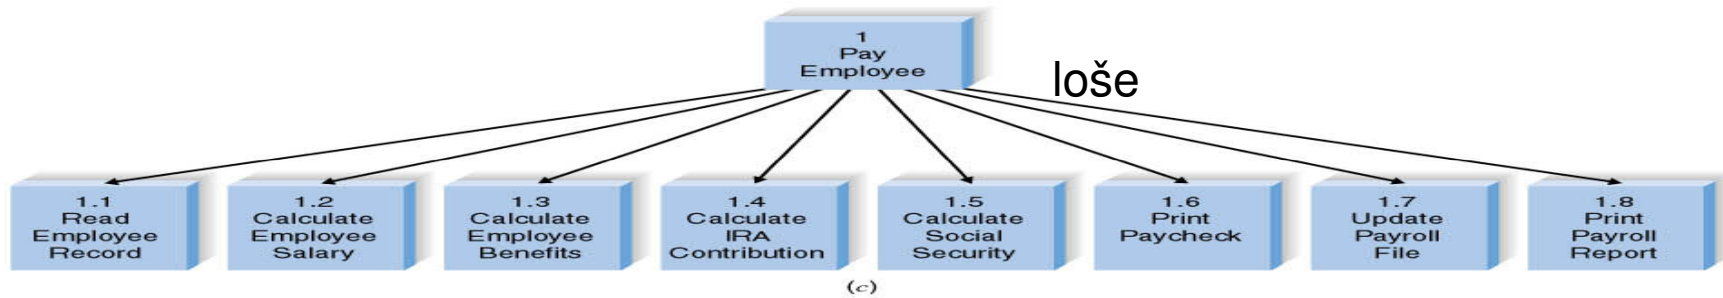 1
Pay
Employee
loše
1.1
Read
Employee
Record
1.2
Calculate
Employee
Salary
1.3
Calculate
Employee
Benefits
1.4
Calculate
IRA
Contribution
1.5
Calculate
Social
Security
1.6
Print
Paycheck
1.7
Update
Payroll
File
1.8
Print
Payroll
Report
(c)